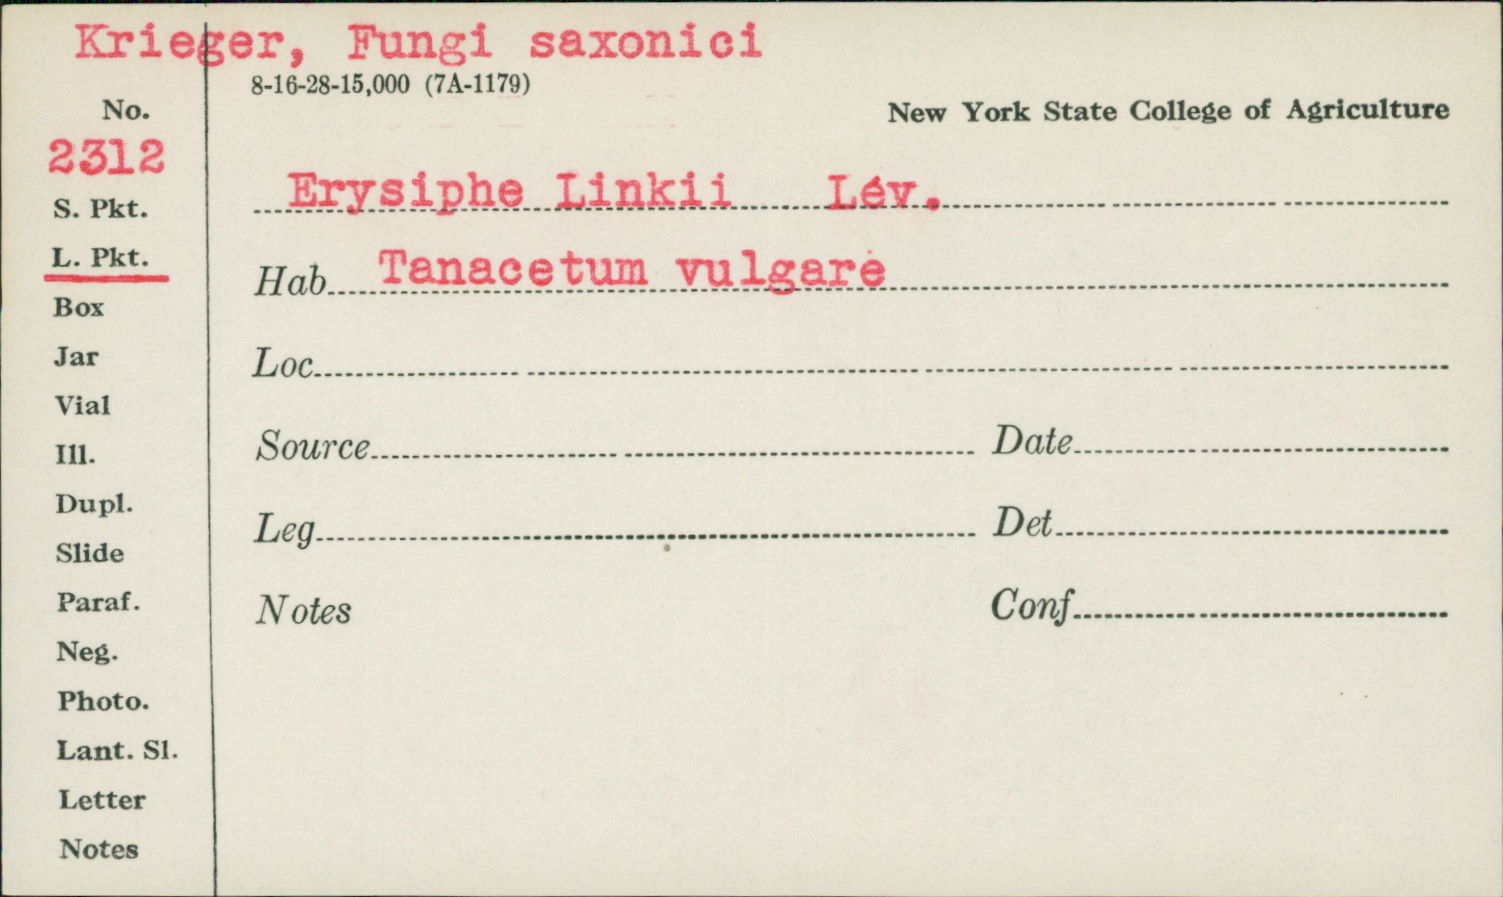 Krieger, Fungi saxonici
8-16-28-15,000 (7A-1179)
New York State College of Agriculture
No.
2312
S. Pkt.
L. Pkt.
Box
Jar
Vial
Ill.
Dupl.
Slide
Paraf.
Neg.
Photo.
Lant. Sl.
Letter
Notes
Erysiphe Linkii Lév.
Hab. Tanacetum vulgare
Loc.
Source
Date
Leg.
Det.
Notes
Conf.